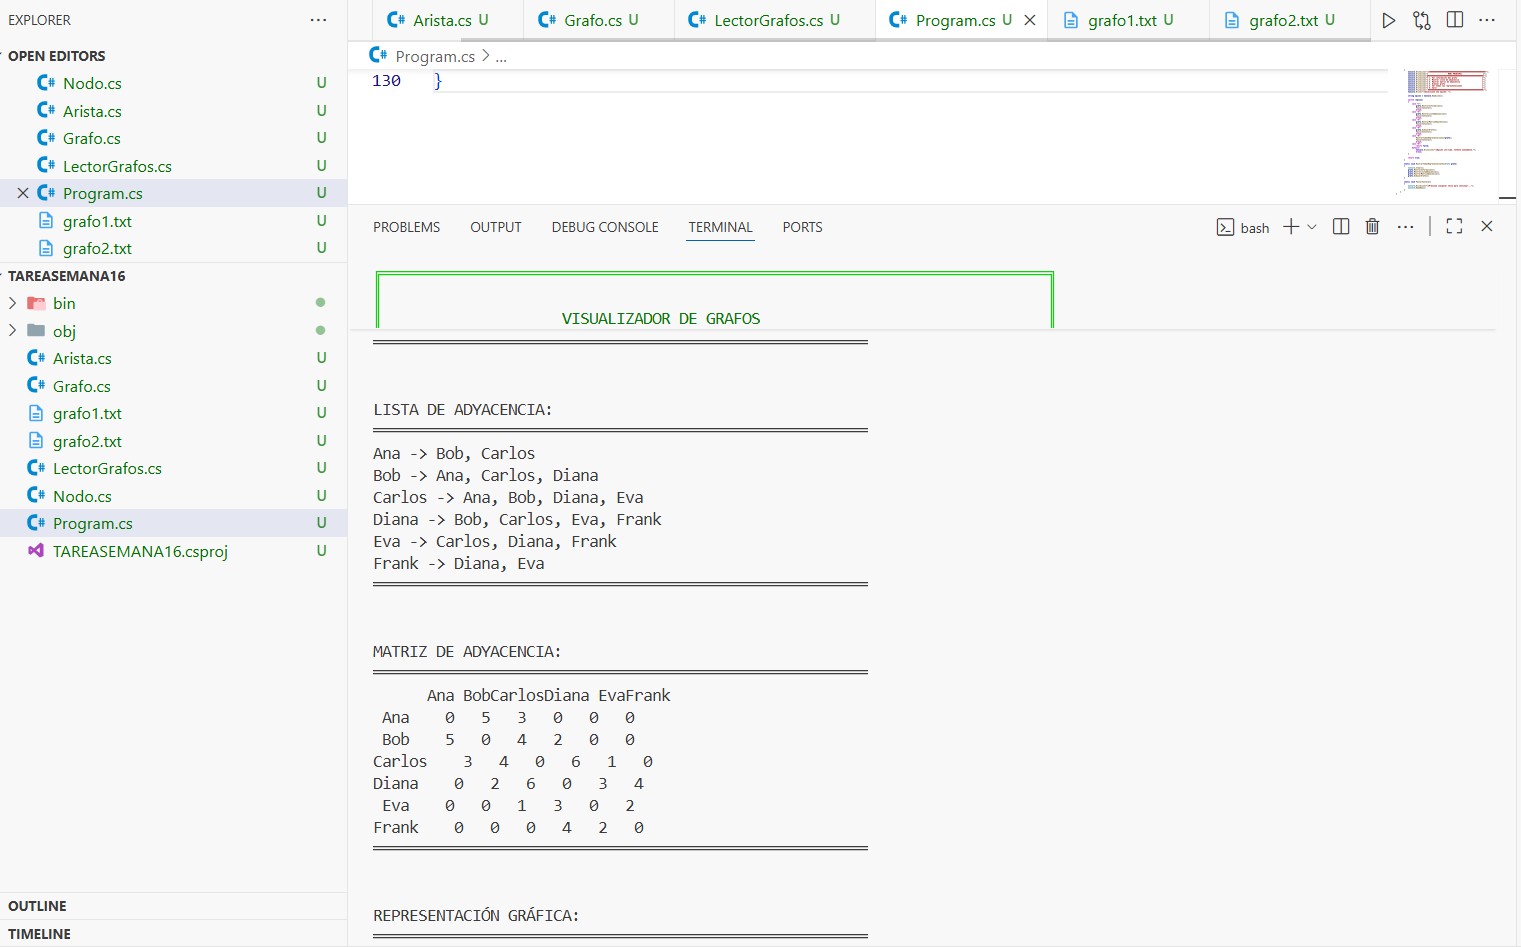 EXPLORER
OPEN EDITORS
Nodo.cs U
Arista.cs U
Grafo.cs U
LectorGrafos.cs U
Program.cs U
grafo1.txt U
grafo2.txt U
TAREASEMANA16
bin
obj
Arista.cs U
Grafo.cs U
grafo1.txt U
grafo2.txt U
LectorGrafos.cs U
Nodo.cs U
Program.cs U
TAREASEMANA16.csproj U
OUTLINE
TIMELINE
Arista.cs U Grafo.cs U LectorGrafos.cs U Program.cs U grafo1.txt U grafo2.txt U
Program.cs > ...
130 }
PROBLEMS OUTPUT DEBUG CONSOLE TERMINAL PORTS bash
VISUALIZADOR DE GRAFOS
LISTA DE ADYACENCIA:
Ana -> Bob, Carlos
Bob -> Ana, Carlos, Diana
Carlos -> Ana, Bob, Diana, Eva
Diana -> Bob, Carlos, Eva, Frank
Eva -> Carlos, Diana, Frank
Frank -> Diana, Eva
MATRIZ DE ADYACENCIA:
Ana BobCarlosDiana EvaFrank
Ana 0 5 3 0 0 0
Bob 5 0 4 2 0 0
Carlos 3 4 0 6 1 0
Diana 0 2 6 0 3 4
Eva 0 0 1 3 0 2
Frank 0 0 0 4 2 0
REPRESENTACIÓN GRÁFICA: